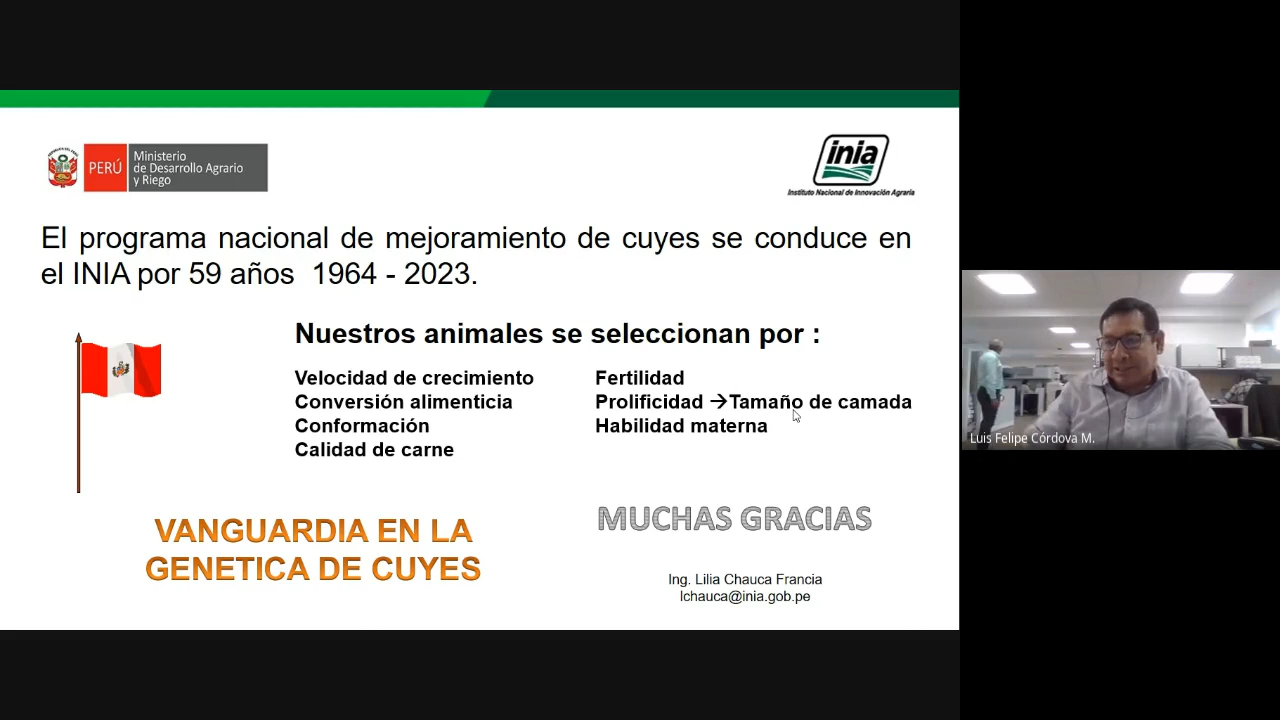 PERÚ
Ministerio
de Desarrollo Agrario
y Riego
inia
Instituto Nacional de Innovación Agraria
El programa nacional de mejoramiento de cuyes se conduce en
el INIA por 59 años 1964 - 2023.
Nuestros animales se seleccionan por :
Velocidad de crecimiento
Conversión alimenticia
Conformación
Calidad de carne
Fertilidad
Prolificidad →Tamaño de camada
Habilidad materna
VANGUARDIA EN LA
GENETICA DE CUYES
MUCHAS GRACIAS
Ing. Lilia Chauca Francia
lchauca@inia.gob.pe
Luis Felipe Córdova M.